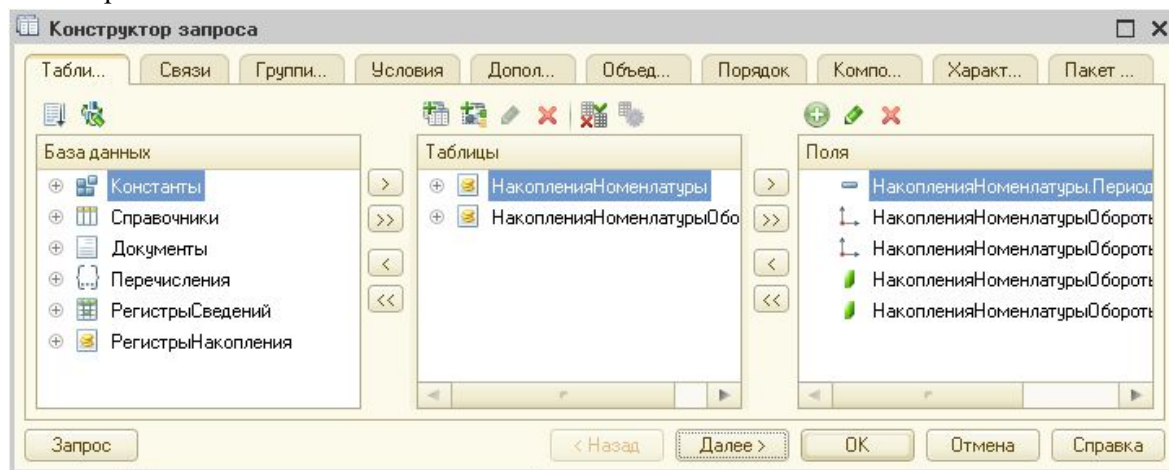 Конструктор запроса
Табли... Связи Группи... Условия Допол... Объед... Порядок Компо... Характ... Пакет ...
База данных
Константы
Справочники
Документы
Перечисления
РегистрыСведений
РегистрыНакопления
Таблицы
НакопленияНоменлатуры
НакопленияНоменлатурыОбо
Поля
НакопленияНоменлатуры.Период
НакопленияНоменлатурыОбороть
НакопленияНоменлатурыОбороть
НакопленияНоменлатурыОбороть
НакопленияНоменлатурыОбороть
Запрос < Назад Далее > OK Отмена Справка